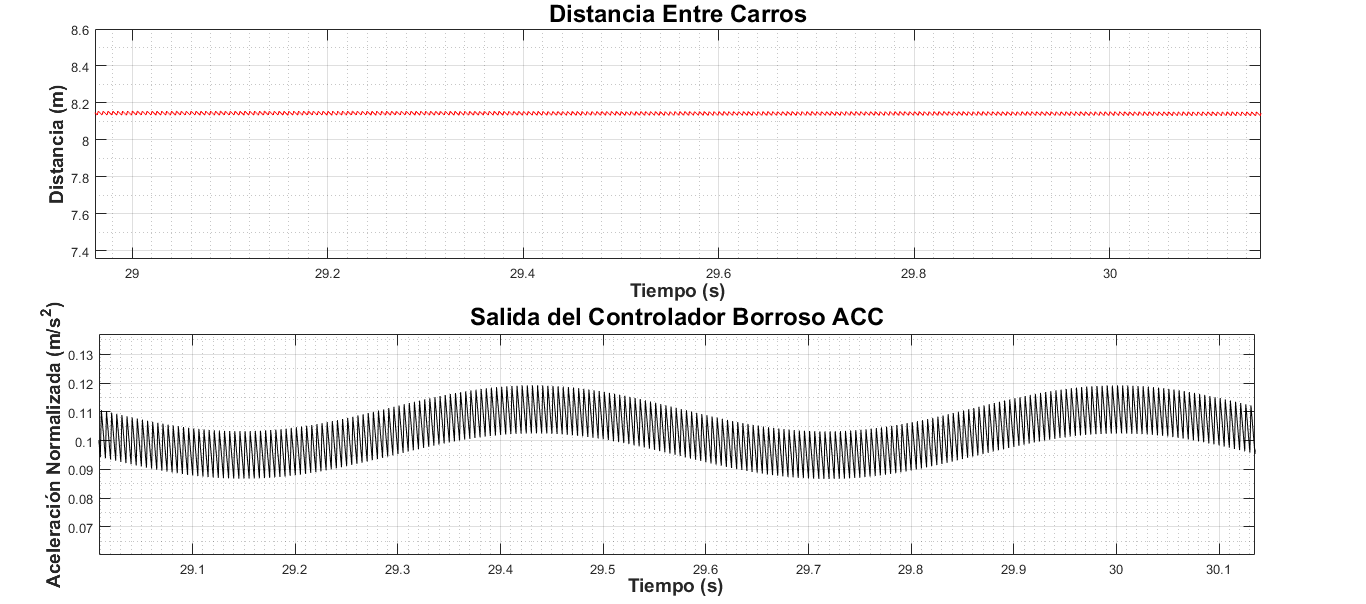 Distancia Entre Carros
Distancia (m)
8.6
8.4
8.2
8
7.8
7.6
7.4
29 29.2 29.4 29.6 29.8 30
Tiempo (s)
Salida del Controlador Borroso ACC
Aceleración Normalizada (m/s²)
0.13
0.12
0.11
0.1
0.09
0.08
0.07
29.1 29.2 29.3 29.4 29.5 29.6 29.7 29.8 29.9 30 30.1
Tiempo (s)